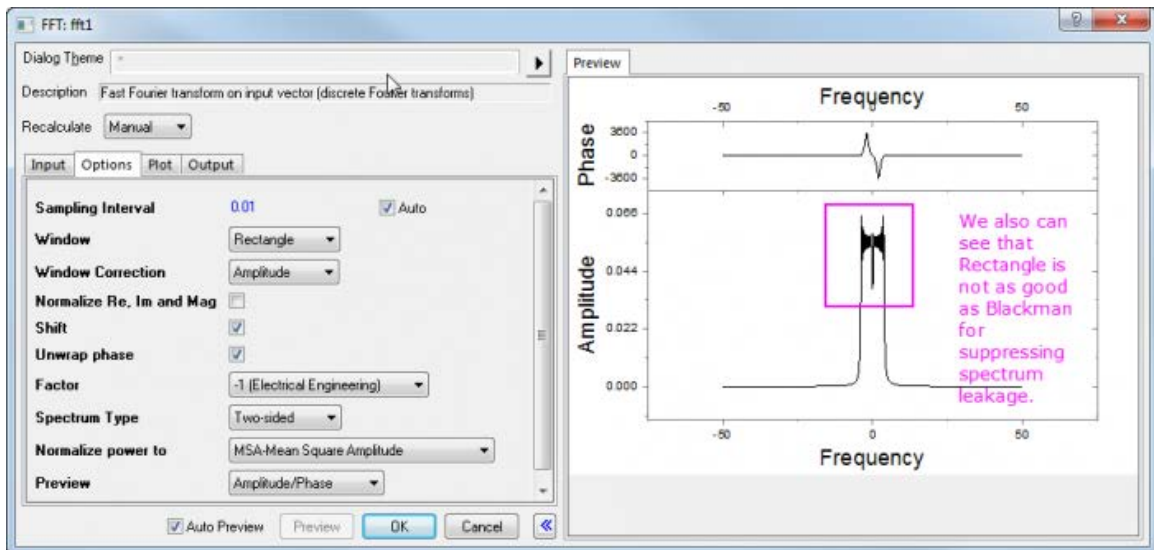 FFT: fft1
Dialog Theme *
Description Fast Fourier transform on input vector (discrete Fourier transforms)
Recalculate Manual
Input Options Plot Output
Sampling Interval 0.01 Auto
Window Rectangle
Window Correction Amplitude
Normalize Re, Im and Mag
Shift
Unwrap phase
Factor -1 (Electrical Engineering)
Spectrum Type Two-sided
Normalize power to MSA-Mean Square Amplitude
Preview Amplitude/Phase
Auto Preview Preview OK Cancel
Preview
Frequency
-50 0 50
Phase
3600
0
-3600
Amplitude
0.066
0.044
0.022
0.000
We also can
see that
Rectangle is
not as good
as Blackman
for
suppressing
spectrum
leakage.
-50 0 50
Frequency